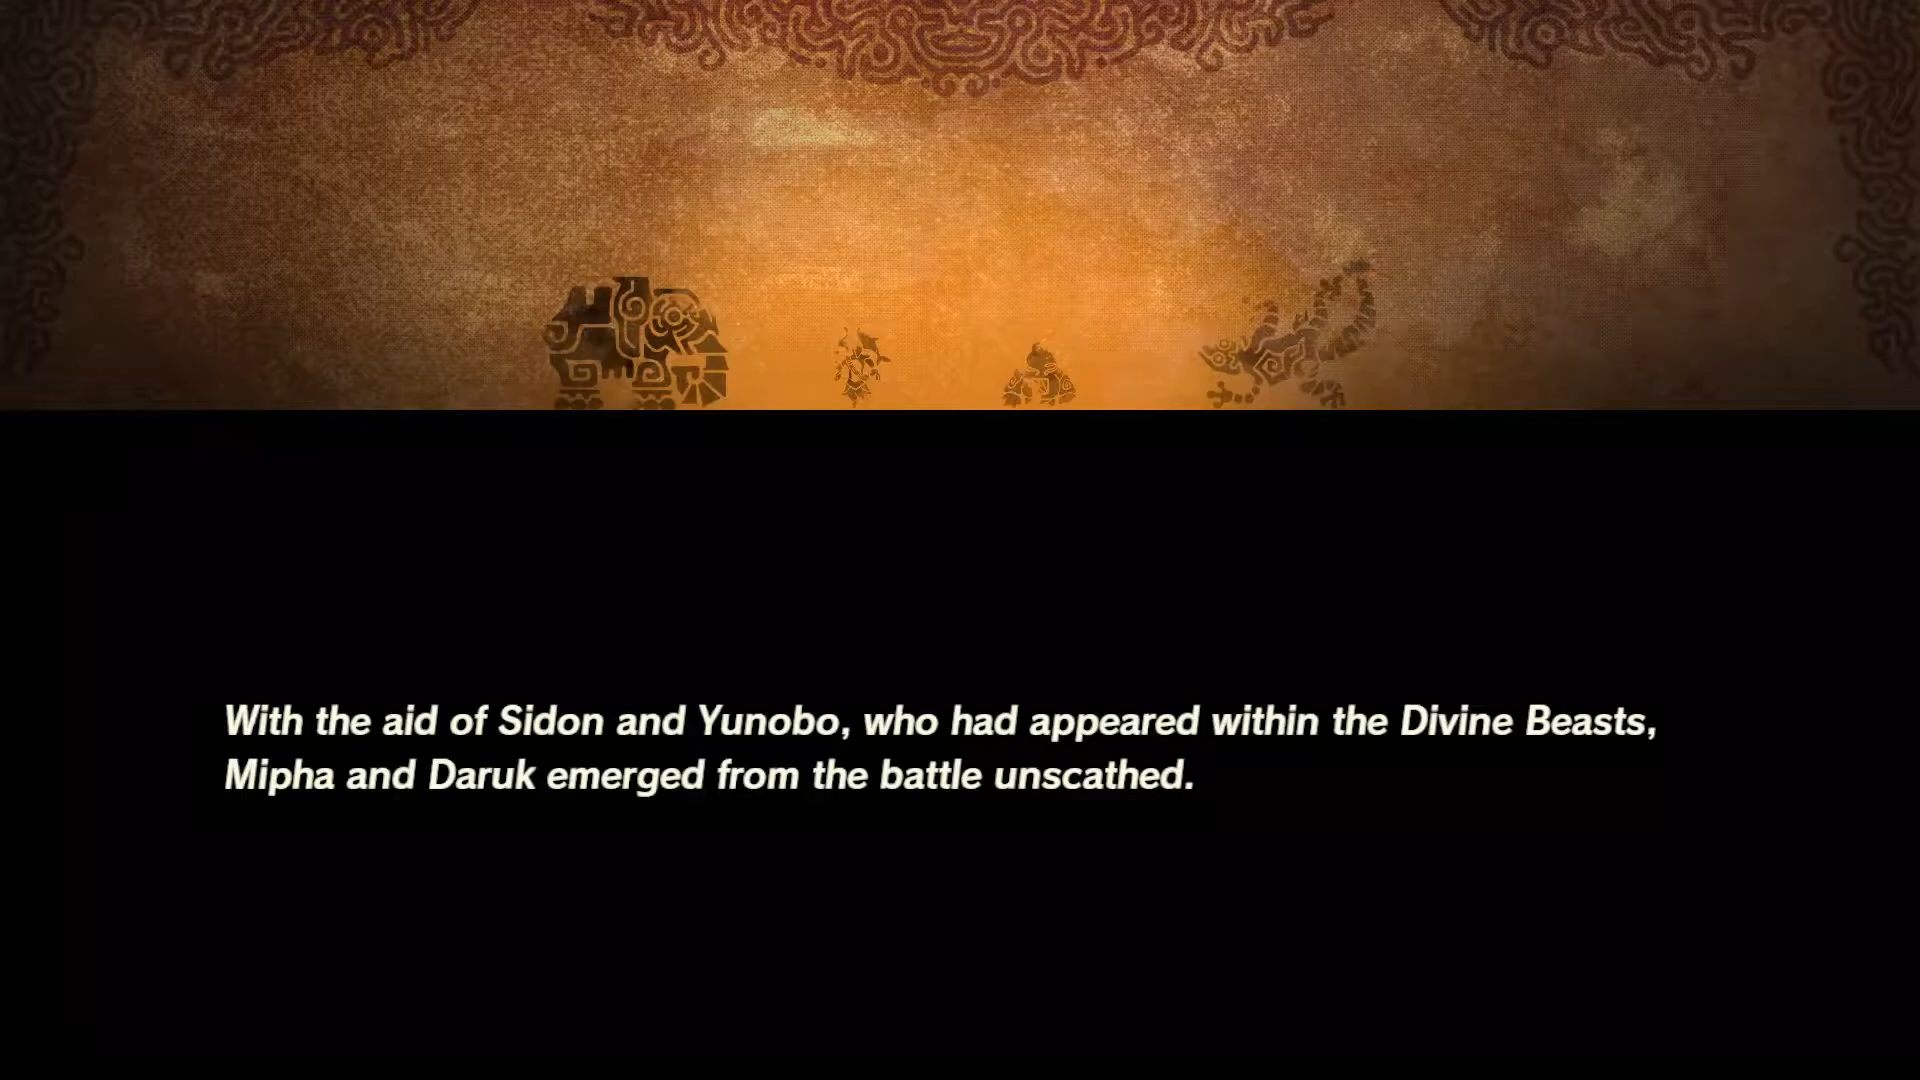 With the aid of Sidon and Yunobo, who had appeared within the Divine Beasts,
Mipha and Daruk emerged from the battle unscathed.